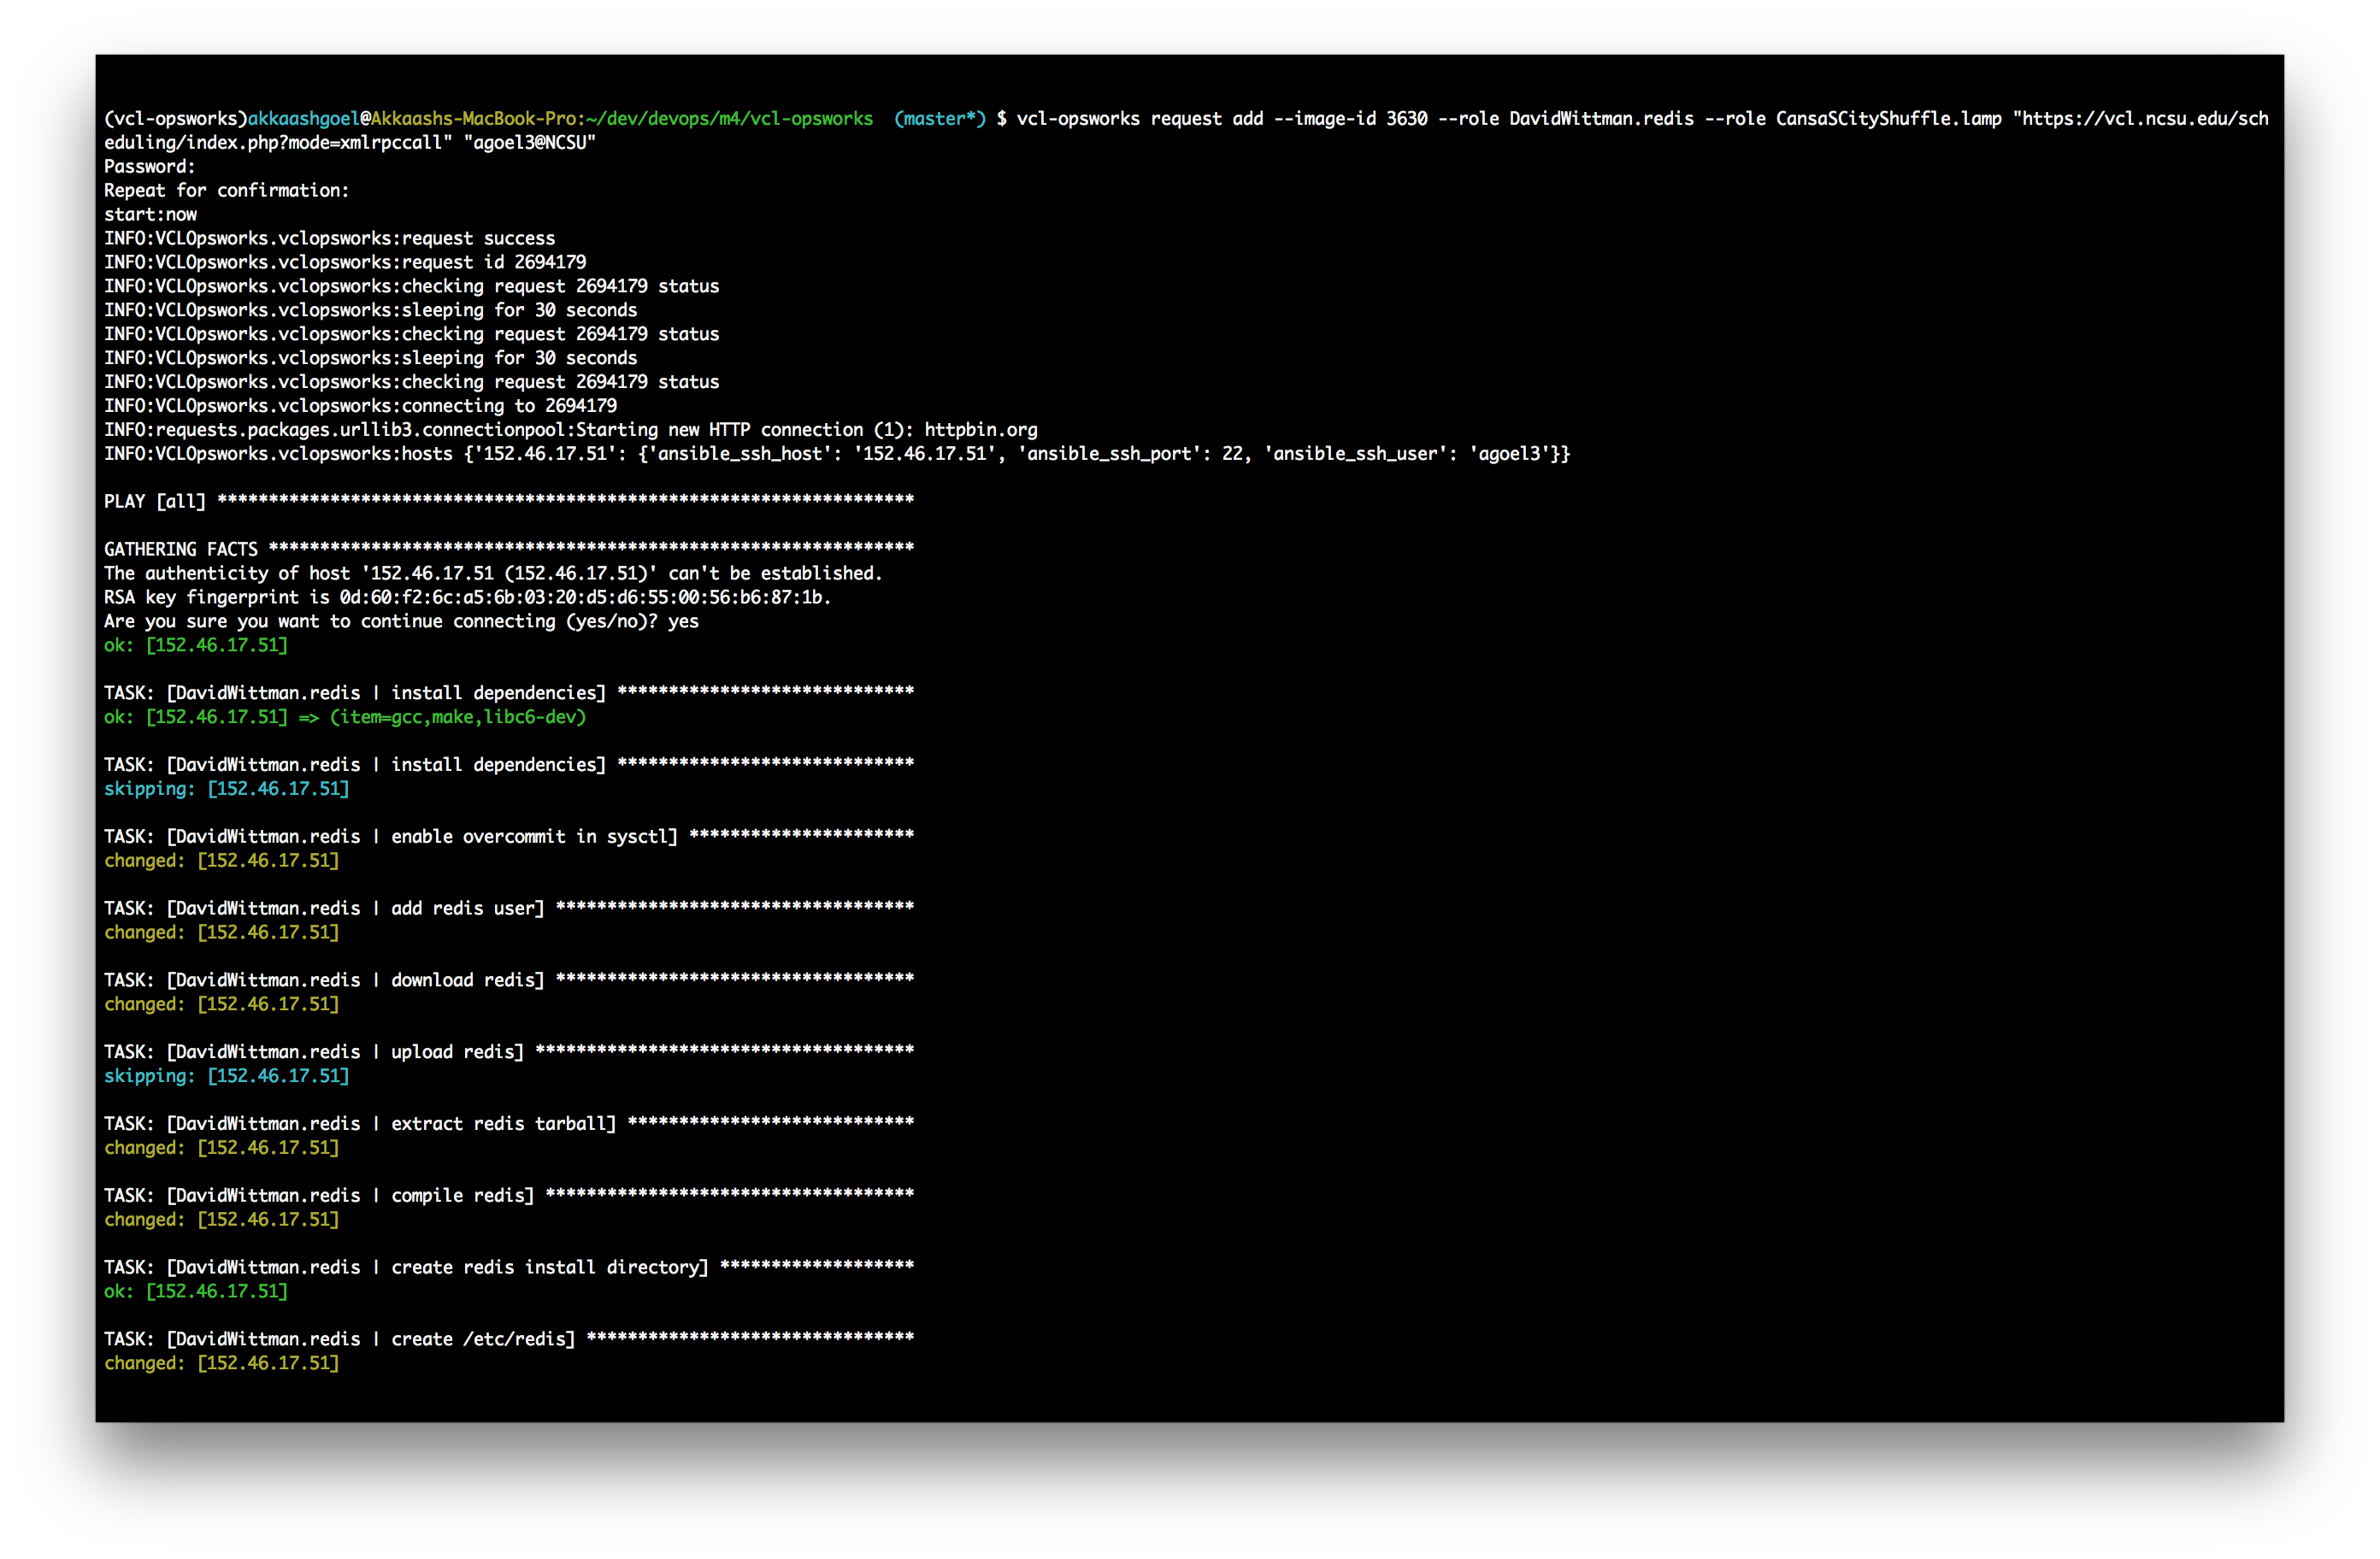 (vcl-opsworks)akkaashgoel@Akkaashs-MacBook-Pro:~/dev/devops/m4/vcl-opsworks  (master*) $ vcl-opsworks request add --image-id 3630 --role DavidWittman.redis --role CansaSCityShuffle.lamp "https://vcl.ncsu.edu/sch
eduling/index.php?mode=xmlrpccall" "agoel3@NCSU"
Password:
Repeat for confirmation:
start:now
INFO:VCLOpsworks.vclopsworks:request success
INFO:VCLOpsworks.vclopsworks:request id 2694179
INFO:VCLOpsworks.vclopsworks:checking request 2694179 status
INFO:VCLOpsworks.vclopsworks:sleeping for 30 seconds
INFO:VCLOpsworks.vclopsworks:checking request 2694179 status
INFO:VCLOpsworks.vclopsworks:sleeping for 30 seconds
INFO:VCLOpsworks.vclopsworks:checking request 2694179 status
INFO:VCLOpsworks.vclopsworks:connecting to 2694179
INFO:requests.packages.urllib3.connectionpool:Starting new HTTP connection (1): httpbin.org
INFO:VCLOpsworks.vclopsworks:hosts {'152.46.17.51': {'ansible_ssh_host': '152.46.17.51', 'ansible_ssh_port': 22, 'ansible_ssh_user': 'agoel3'}}
PLAY [all] ********************************************************************
GATHERING FACTS ***************************************************************
The authenticity of host '152.46.17.51 (152.46.17.51)' can't be established.
RSA key fingerprint is 0d:60:f2:6c:a5:6b:03:20:d5:d6:55:00:56:b6:87:1b.
Are you sure you want to continue connecting (yes/no)? yes
ok: [152.46.17.51]
TASK: [DavidWittman.redis | install dependencies] *****************************
ok: [152.46.17.51] => (item=gcc,make,libc6-dev)
TASK: [DavidWittman.redis | install dependencies] *****************************
skipping: [152.46.17.51]
TASK: [DavidWittman.redis | enable overcommit in sysctl] **********************
changed: [152.46.17.51]
TASK: [DavidWittman.redis | add redis user] ***********************************
changed: [152.46.17.51]
TASK: [DavidWittman.redis | download redis] ***********************************
changed: [152.46.17.51]
TASK: [DavidWittman.redis | upload redis] *************************************
skipping: [152.46.17.51]
TASK: [DavidWittman.redis | extract redis tarball] ****************************
changed: [152.46.17.51]
TASK: [DavidWittman.redis | compile redis] ************************************
changed: [152.46.17.51]
TASK: [DavidWittman.redis | create redis install directory] *******************
ok: [152.46.17.51]
TASK: [DavidWittman.redis | create /etc/redis] ********************************
changed: [152.46.17.51]